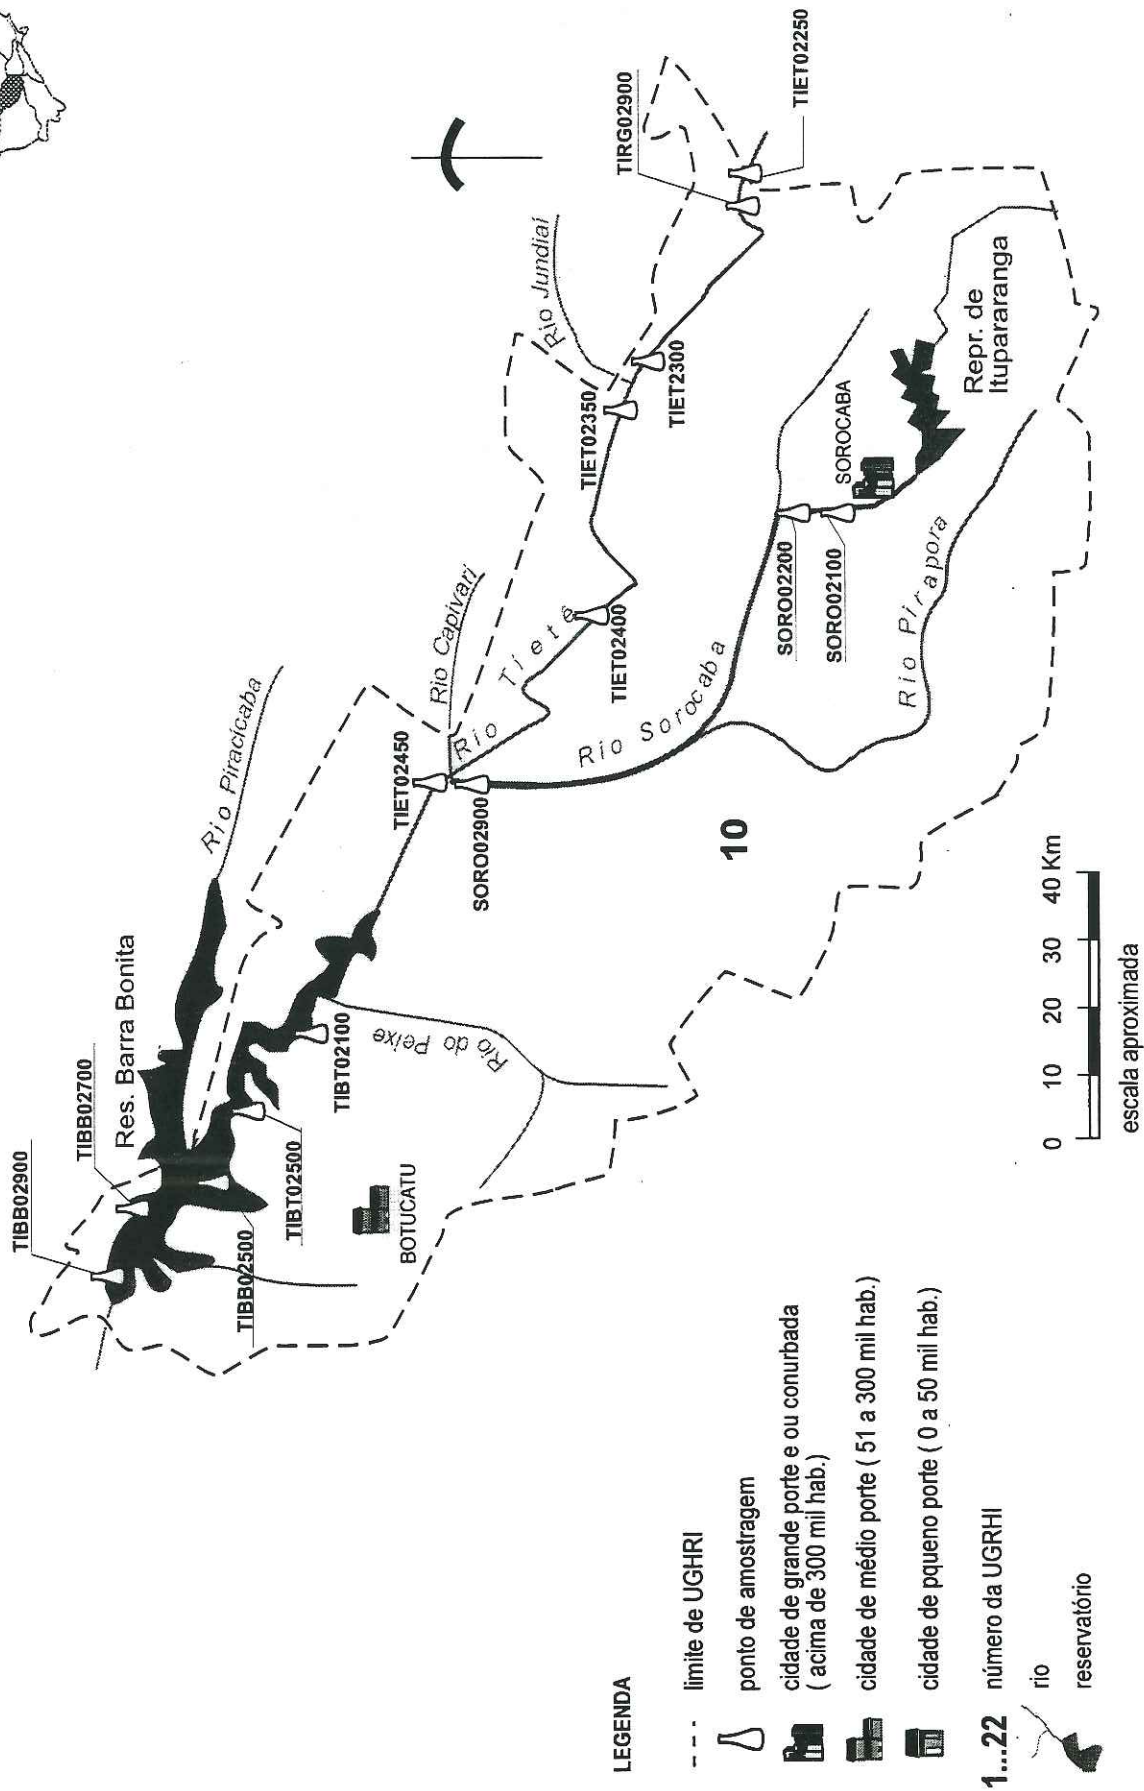 TIBB02900
TIBB02700
Res. Barra Bonita
Rio Piracicaba
TIBB02500
TIBT02500
TIBT02100
BOTUCATU
Rio do Peixe
TIET02450
SORO02900
Rio Capivari
Rio Tietê
TIET02400
TIET02350
TIET2300
Rio Jundiaí
TIRG02900
TIET02250
Rio Sorocaba
SORO02200
SORO02100
SOROCABA
Repr. de
Itupararanga
Rio Pirapora
10
0 10 20 30 40 Km
escala aproximada
LEGENDA
limite de UGHRI
ponto de amostragem
cidade de grande porte e ou conurbada
( acima de 300 mil hab.)
cidade de médio porte ( 51 a 300 mil hab.)
cidade de pqueno porte ( 0 a 50 mil hab.)
1...22 número da UGRHI
rio
reservatório